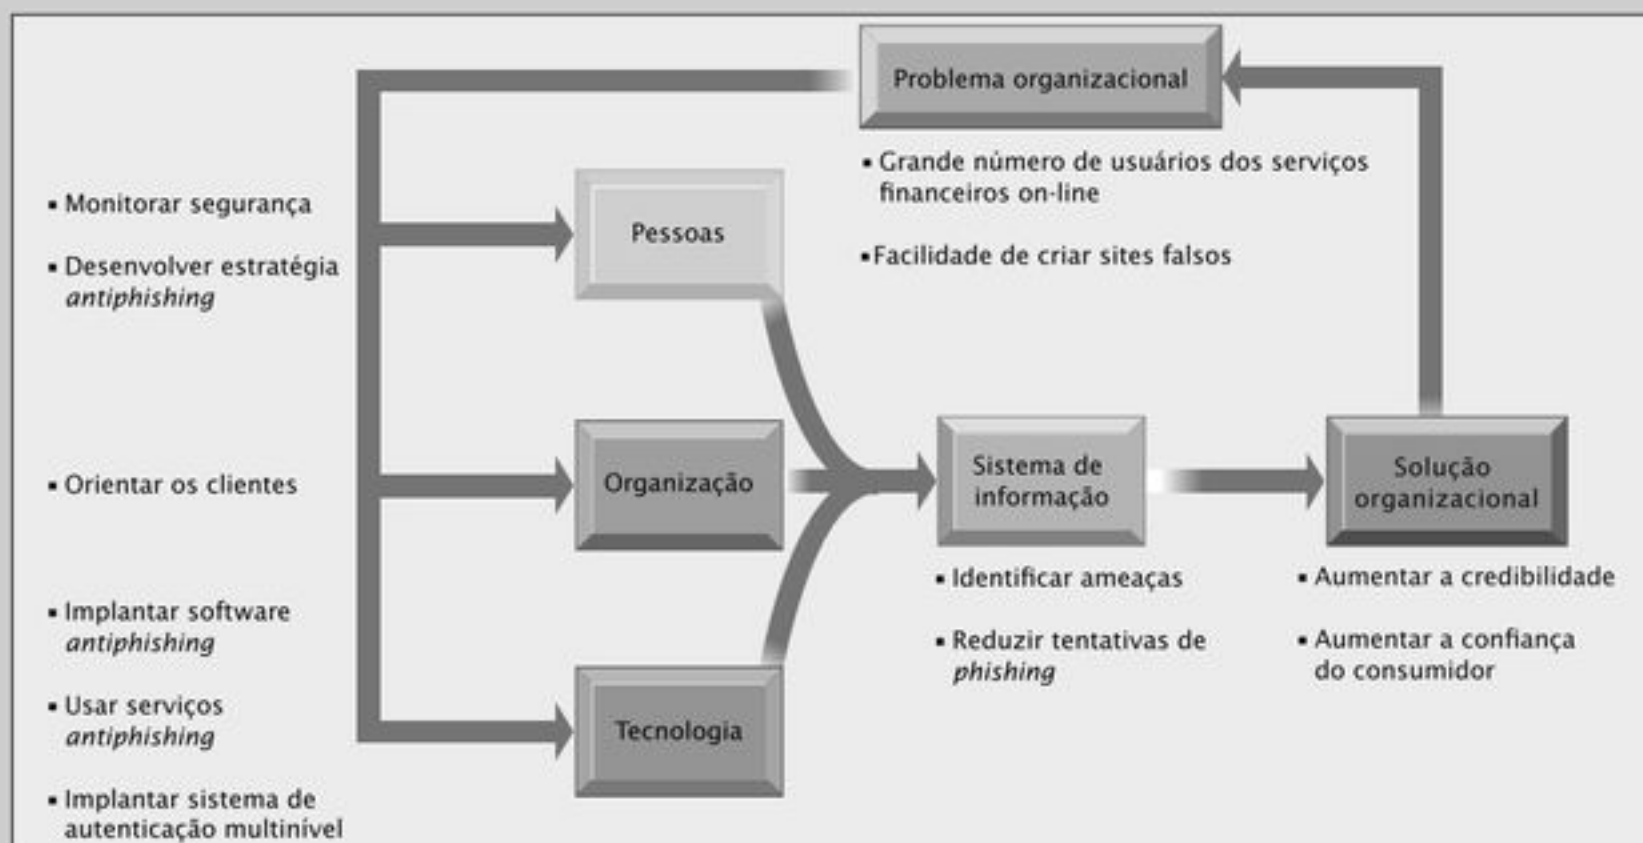 Problema organizacional
▪ Grande número de usuários dos serviços
financeiros on-line
▪ Facilidade de criar sites falsos
▪ Monitorar segurança
▪ Desenvolver estratégia
antiphishing
Pessoas
▪ Orientar os clientes
Organização
▪ Implantar software
antiphishing
▪ Usar serviços
antiphishing
▪ Implantar sistema de
autenticação multinível
Tecnologia
Sistema de
informação
▪ Identificar ameaças
▪ Reduzir tentativas de
phishing
Solução
organizacional
▪ Aumentar a credibilidade
▪ Aumentar a confiança
do consumidor